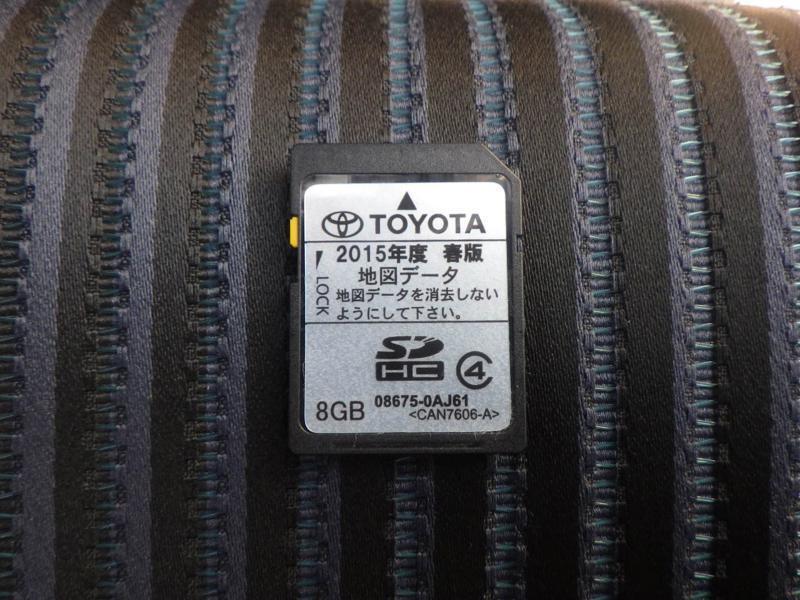 TOYOTA
2015年度 春版
地図データ
地図データを消去しない
ようにして下さい。
LOCK
SD
HC
4
8GB
08675-0AJ61
<CAN7606-A>